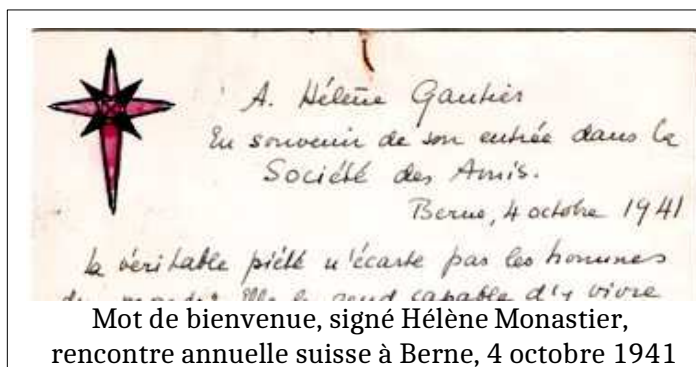 A. Hélène Gautier
En souvenir de son entrée dans la
Société des Amis.
Berne, 4 octobre 1941
la véritable piété n'écarte pas les hommes
du monde. Elle le rend capable d'y vivre
Mot de bienvenue, signé Hélène Monastier,
rencontre annuelle suisse à Berne, 4 octobre 1941